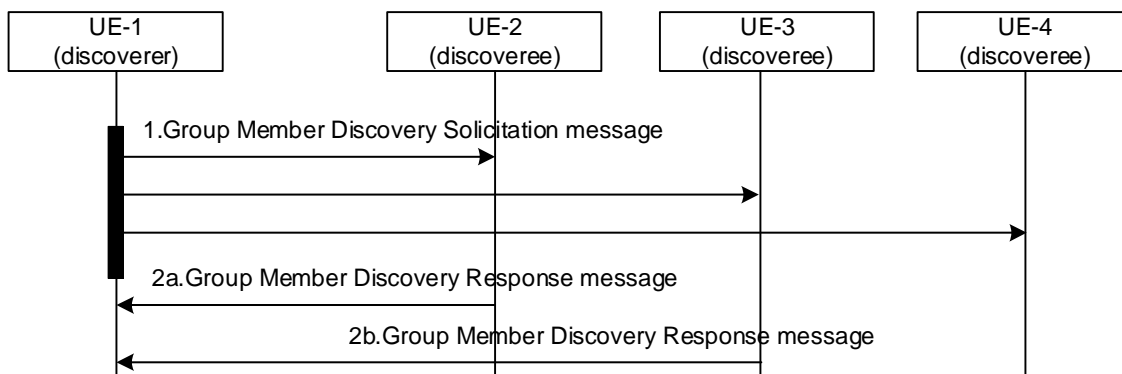 UE-1
(discoverer)
UE-2
(discoveree)
UE-3
(discoveree)
UE-4
(discoveree)
1.Group Member Discovery Solicitation message
2a.Group Member Discovery Response message
2b.Group Member Discovery Response message